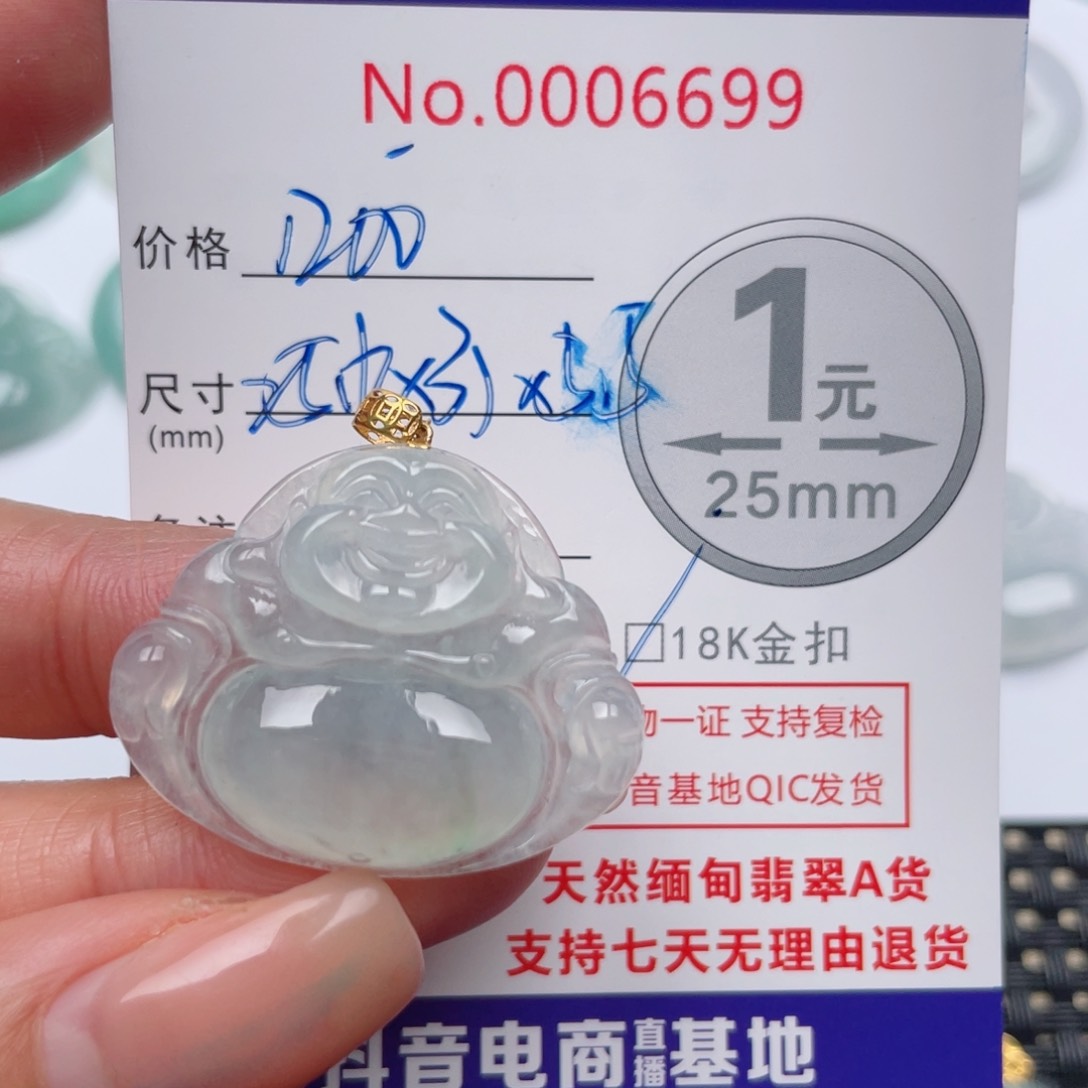 No.0006699
价格 1200
尺寸
(mm)
1元
25mm
18K金扣
一证 支持复检
音基地QIC发货
天然缅甸翡翠A货
支持七天无理由退货
抖音电商直播基地